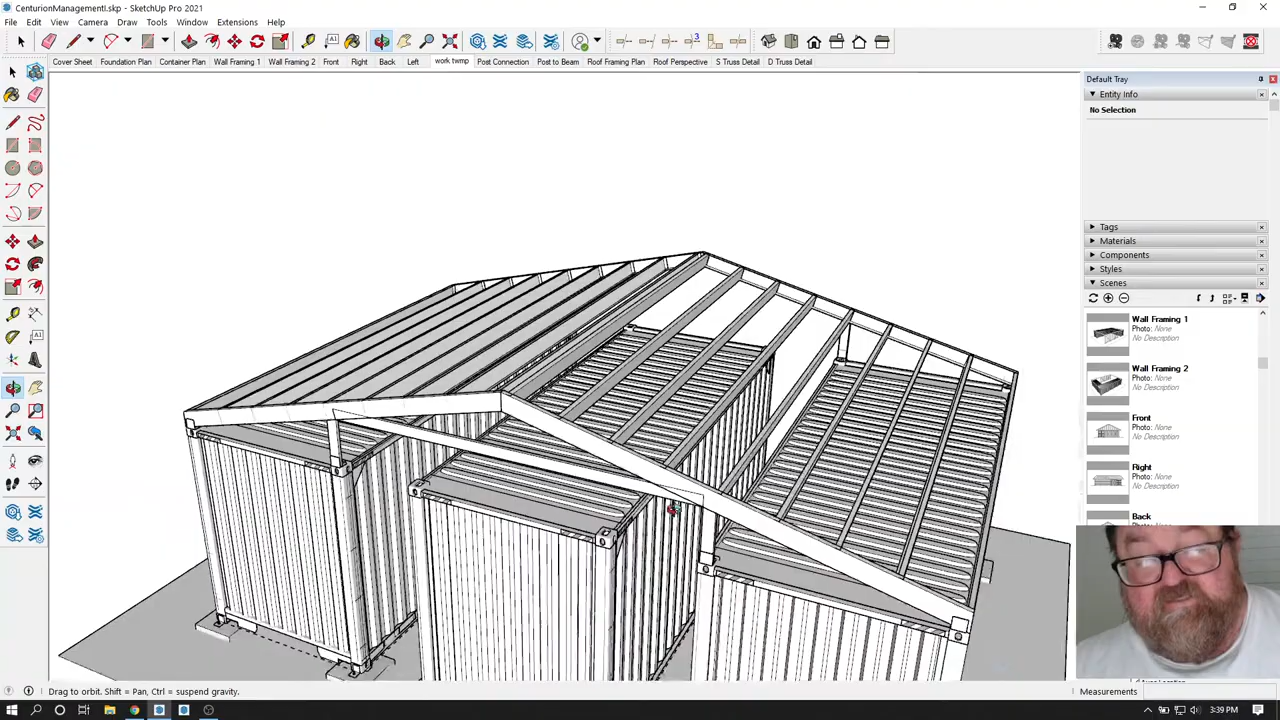 CenturionManagementI.skp - SketchUp Pro 2021
File Edit View Camera Draw Tools Window Extensions Help
3
Cover Sheet Foundation Plan Container Plan Wall Framing 1 Wall Framing 2 Front Right Back Left work twmp Post Connection Post to Beam Roof Framing Plan Roof Perspective S Truss Detail D Truss Detail
Default Tray
Entity Info
No Selection
Tags
Materials
Components
Styles
Scenes
Wall Framing 1
Photo: None
No Description
Wall Framing 2
Photo: None
No Description
Front
Photo: None
No Description
Right
Photo: None
No Description
Back
Drag to orbit. Shift = Pan, Ctrl = suspend gravity.
Measurements
3:39 PM